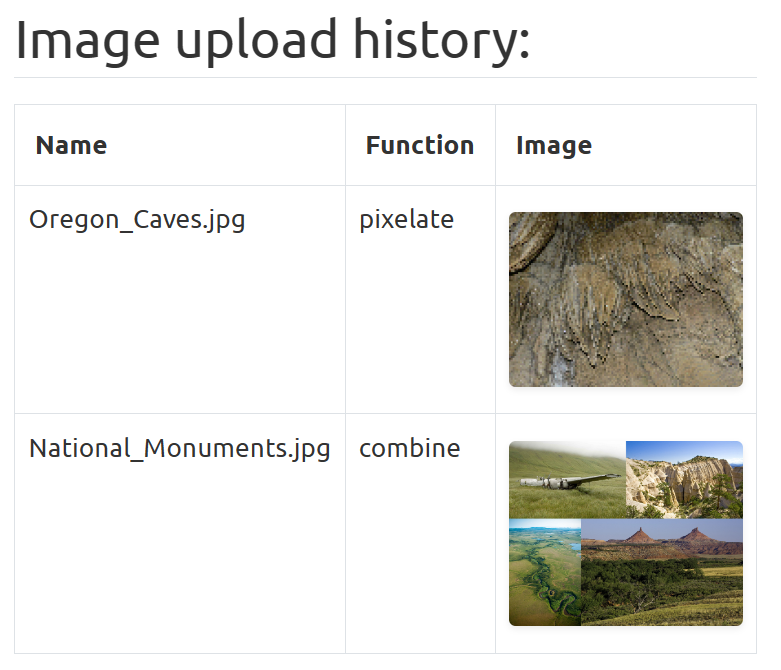 Image upload history:
Name Function Image
Oregon_Caves.jpg pixelate
National_Monuments.jpg combine